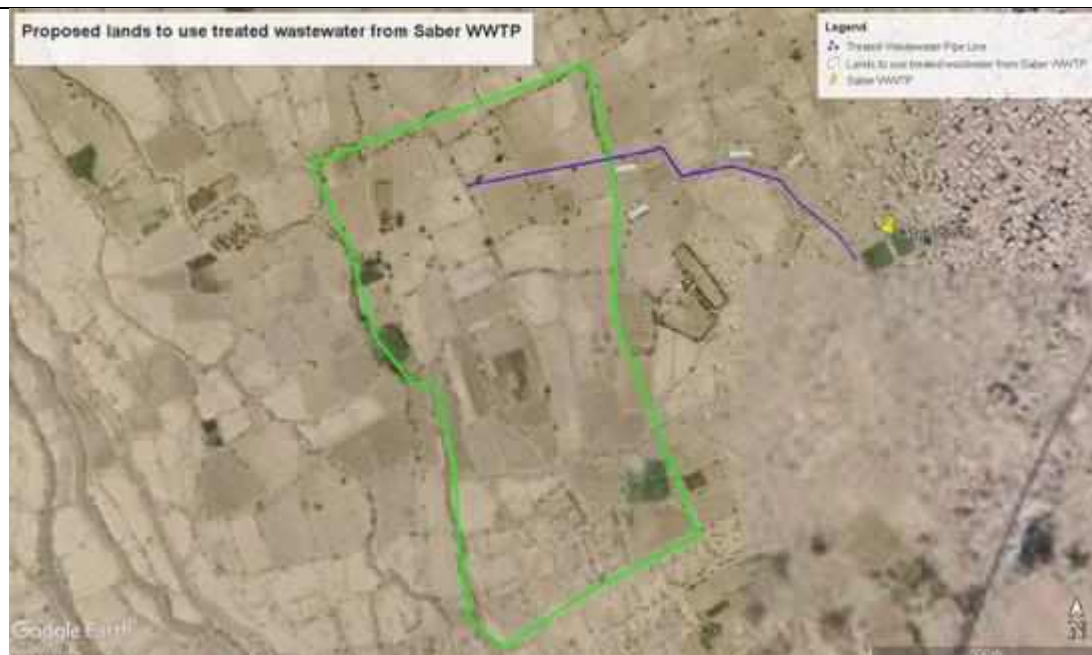 Proposed lands to use treated wastewater from Saber WWTP
Legend
Treated Wastewater Pipe Line
Lands to use treated wastewater from Saber WWTP
Saber WWTP
Google Earth